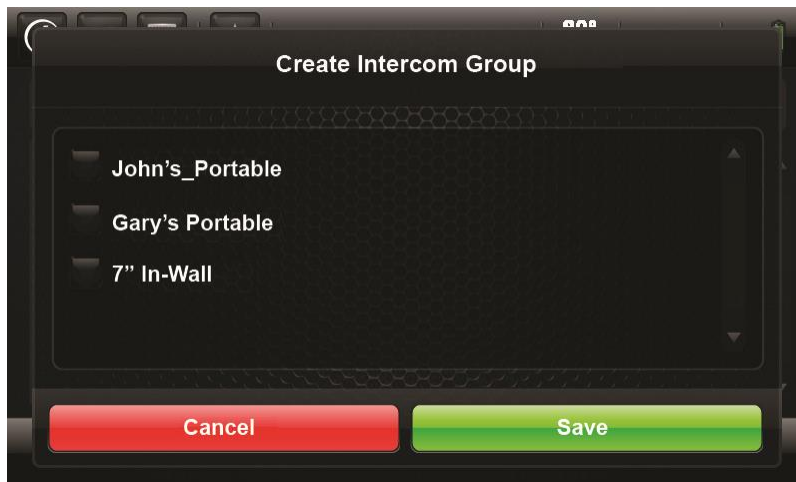 Create Intercom Group
John’s_Portable
Gary’s Portable
7” In-Wall
Cancel
Save